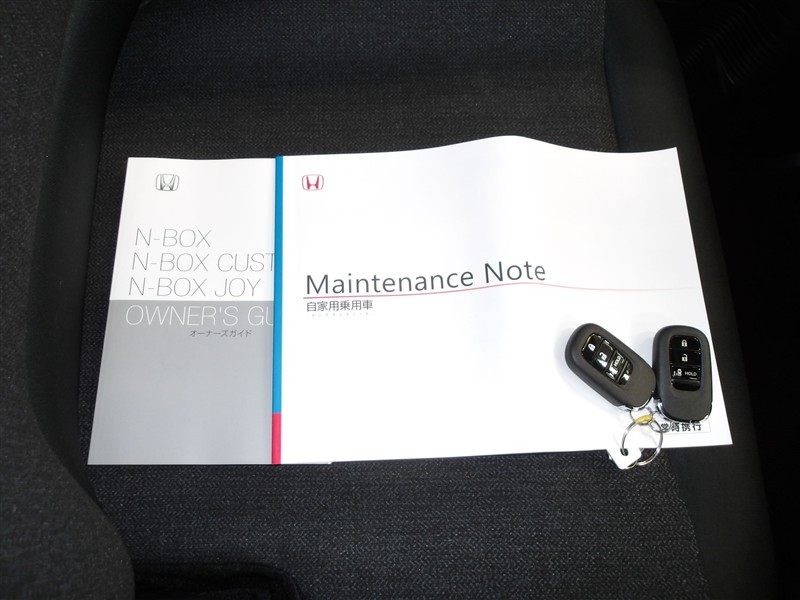 N-BOX
N-BOX CUST
N-BOX JOY
OWNER'S GU
オーナーズガイド
Maintenance Note
自家用乗用車
HOLD
HOLD
常時携行